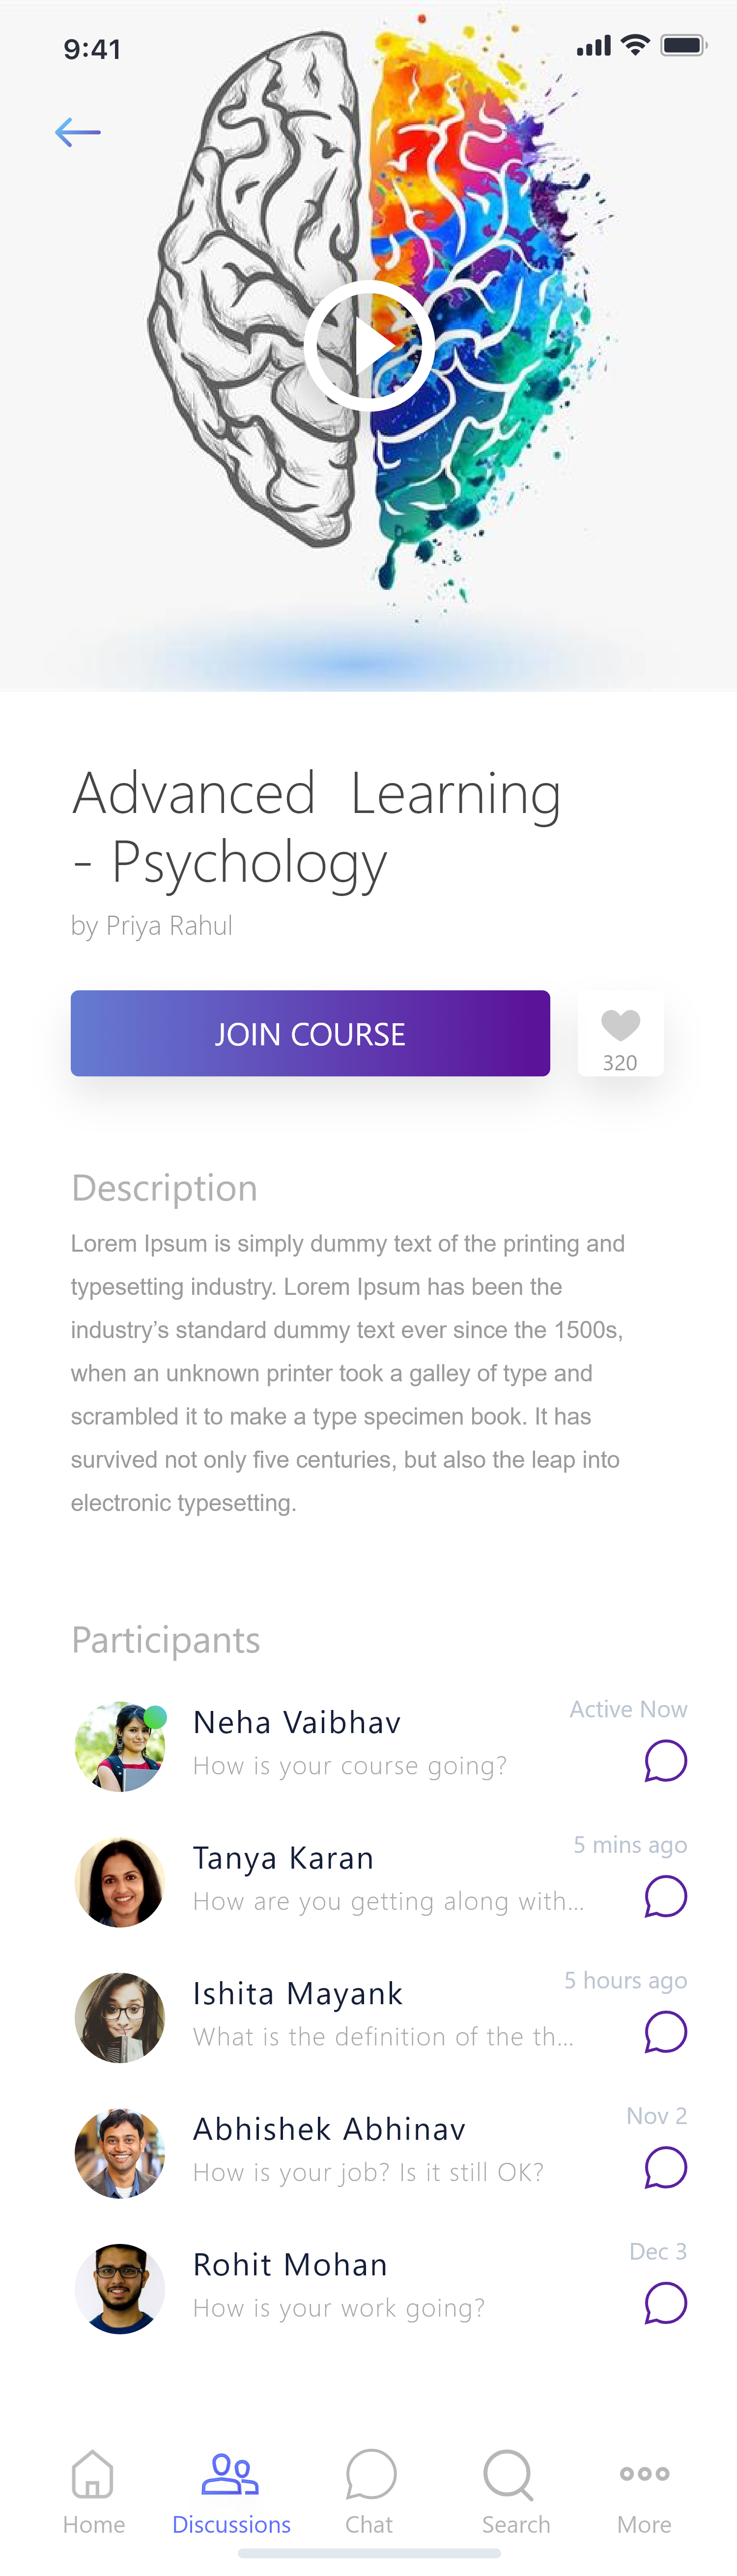 9:41
Advanced Learning
- Psychology
by Priya Rahul
JOIN COURSE
320
Description
Lorem Ipsum is simply dummy text of the printing and
typesetting industry. Lorem Ipsum has been the
industry’s standard dummy text ever since the 1500s,
when an unknown printer took a galley of type and
scrambled it to make a type specimen book. It has
survived not only five centuries, but also the leap into
electronic typesetting.
Participants
Neha Vaibhav
Active Now
How is your course going?
Tanya Karan
5 mins ago
How are you getting along with...
Ishita Mayank
5 hours ago
What is the definition of the th...
Abhishek Abhinav
Nov 2
How is your job? Is it still OK?
Rohit Mohan
Dec 3
How is your work going?
Home Discussions Chat Search More